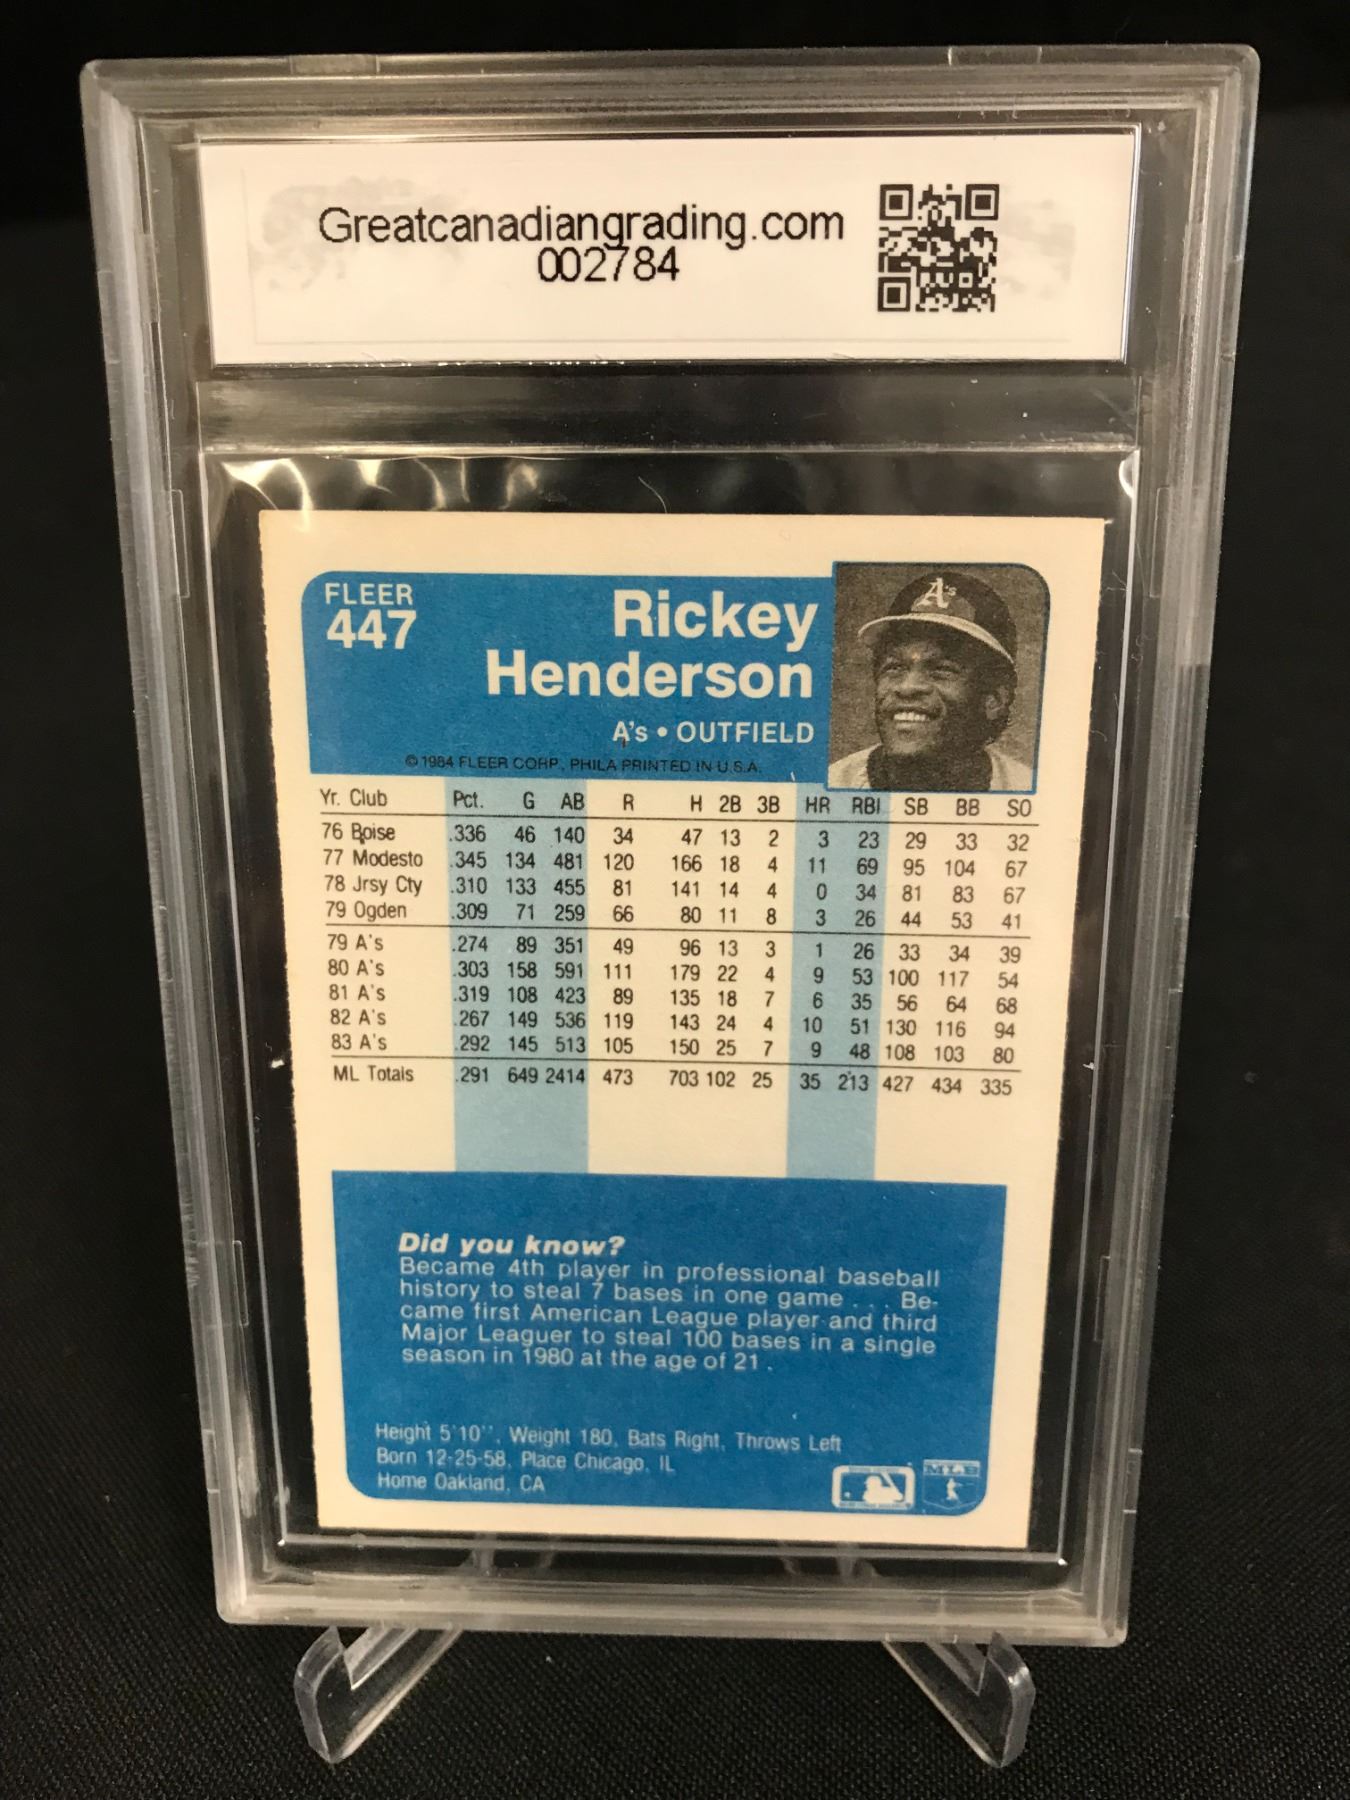 Greatcanadiangrading.com
002784
FLEER
447
Rickey
Henderson
A's • OUTFIELD
© 1984 FLEER CORP., PHILA PRINTED IN U.S.A.
A's
Yr. Club Pct. G AB R H 2B 3B HR RBI SB BB SO
76 Boise .336 46 140 34 47 13 2 3 23 29 33 32
77 Modesto .345 134 481 120 166 18 4 11 69 95 104 67
78 Jrsy Cty .310 133 455 81 141 14 4 0 34 81 83 67
79 Ogden .309 71 259 66 80 11 8 3 26 44 53 41
79 A's .274 89 351 49 96 13 3 1 26 33 34 39
80 A's .303 158 591 111 179 22 4 9 53 100 117 54
81 A's .319 108 423 89 135 18 7 6 35 56 64 68
82 A's .267 149 536 119 143 24 4 10 51 130 116 94
83 A's .292 145 513 105 150 25 7 9 48 108 103 80
ML Totals .291 649 2414 473 703 102 25 35 213 427 434 335
Did you know?
Became 4th player in professional baseball
history to steal 7 bases in one game . . . Be-
came first American League player and third
Major Leaguer to steal 100 bases in a single
season in 1980 at the age of 21.
Height 5'10'', Weight 180, Bats Right, Throws Left
Born 12-25-58, Place Chicago, IL
Home Oakland, CA